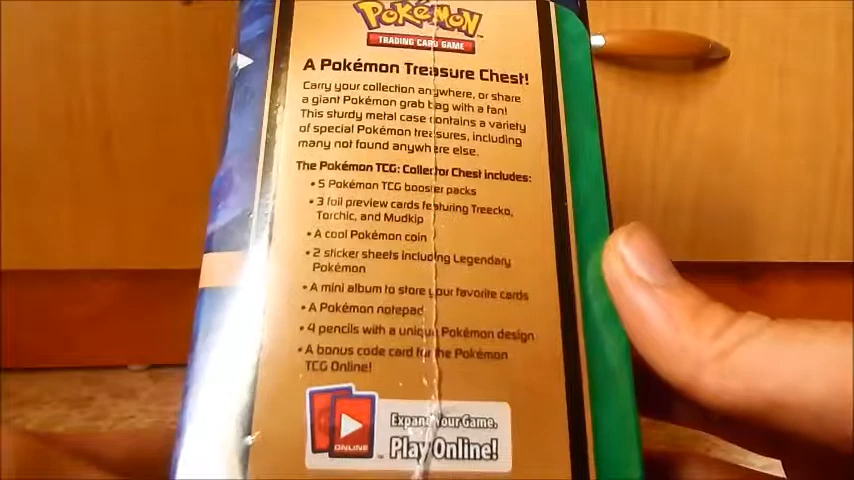 Pokémon
TRADING CARD GAME
A Pokémon Treasure Chest!
Carry your collection anywhere, or share
a giant Pokémon grab bag with a fan!
This sturdy metal case contains a variety
of special Pokémon treasures, including
many not found anywhere else.
The Pokémon TCG: Collector Chest includes:
• 5 Pokémon TCG booster packs
• 3 foil preview cards featuring Treecko,
Torchic, and Mudkip
• A cool Pokémon coin
• 2 sticker sheets including Legendary
Pokémon
• A mini album to store your favorite cards
• A Pokémon notepad
• 4 pencils with a unique Pokémon design
• A bonus code card for the Pokémon
TCG Online!
ONLINE
Expand Your Game.
Play Online!